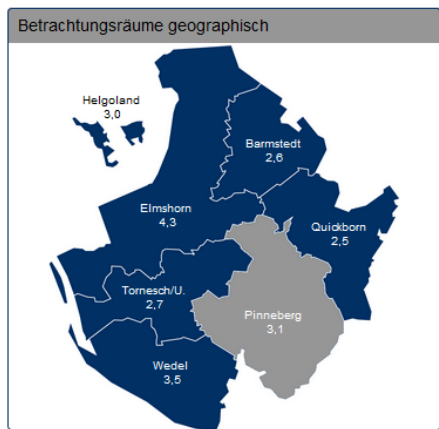 Betrachtungsräume geographisch
Helgoland
3,0
Barmstedt
2,6
Elmshorn
4,3
Quickborn
2,5
Tornesch/U.
2,7
Pinneberg
3,1
Wedel
3,5